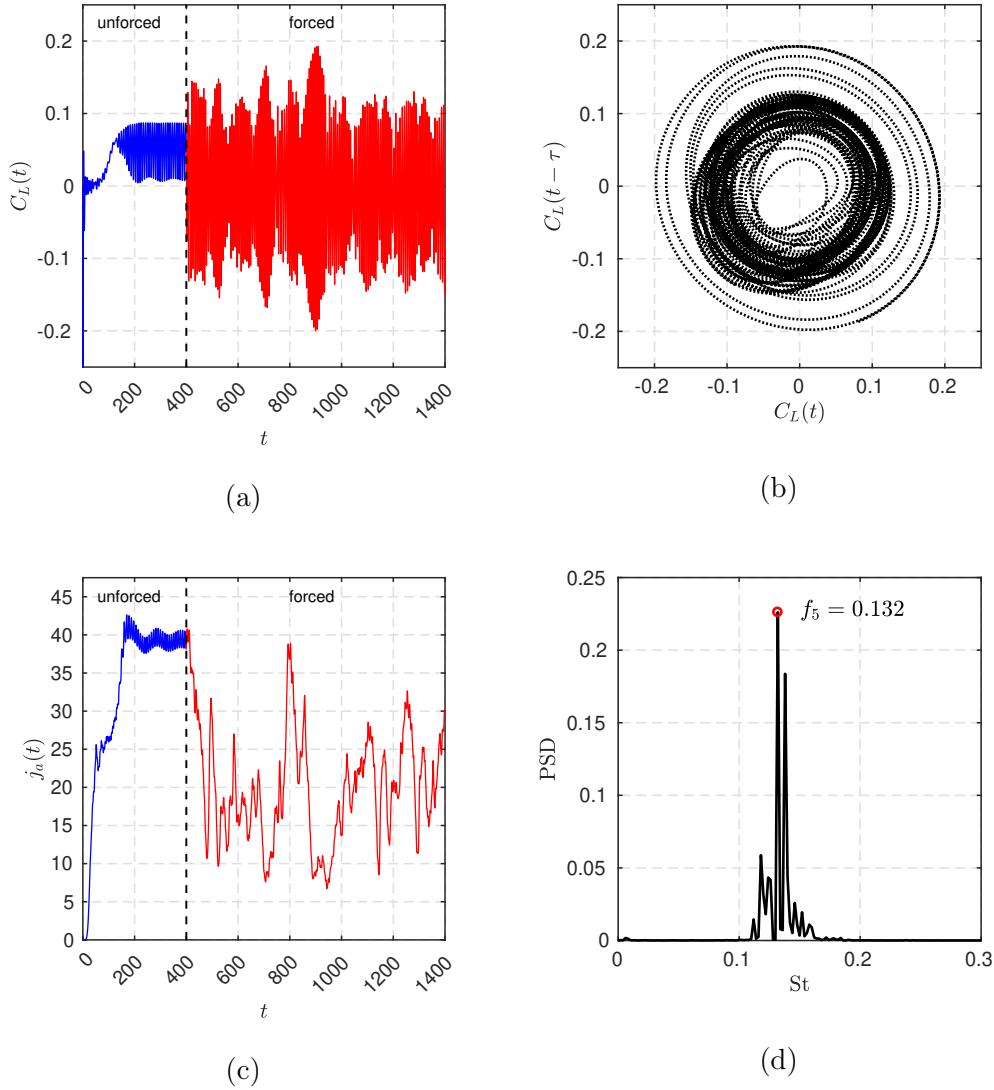 unforced forced
0.2
0.1
0
-0.1
-0.2
C_L(t)
0 200 400 600 800 1000 1200 1400
t
(a)
0.2
0.1
0
-0.1
-0.2
C_L(t − τ)
-0.2 -0.1 0 0.1 0.2
C_L(t)
(b)
unforced forced
45
40
35
30
25
20
15
10
5
0
j_a(t)
0 200 400 600 800 1000 1200 1400
t
(c)
0.25
0.2
0.15
0.1
0.05
0
PSD
f_5 = 0.132
0 0.1 0.2 0.3
St
(d)